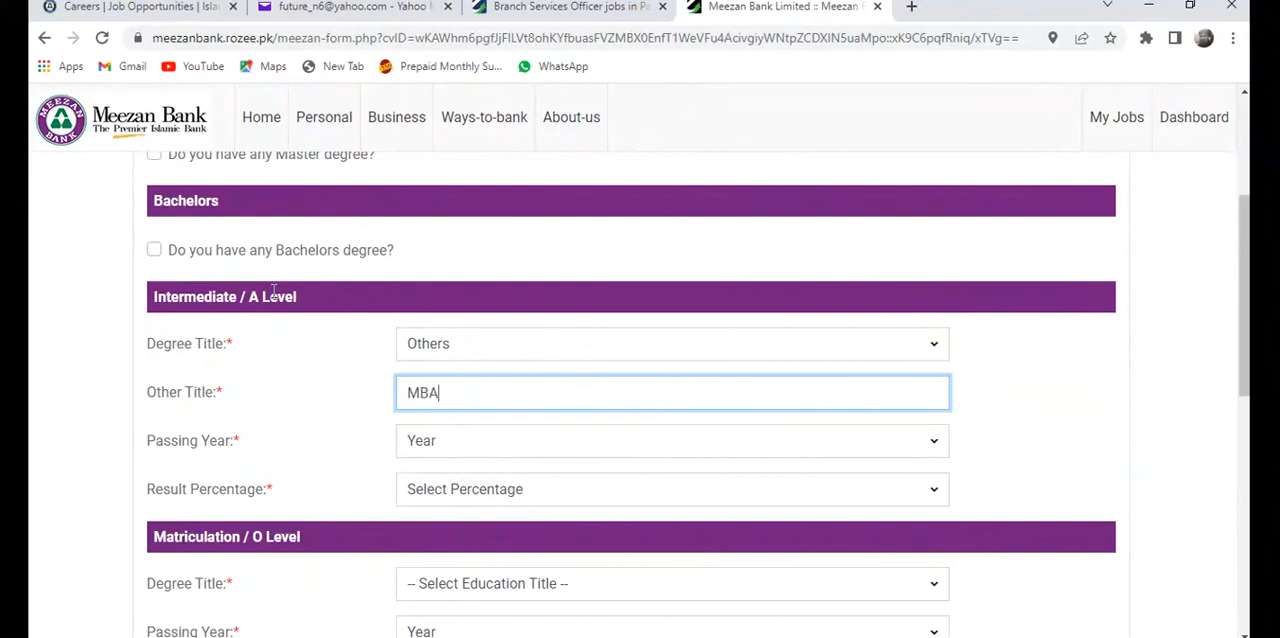 Careers | Job Opportunities | Isla
future_n6@yahoo.com - Yahoo
Branch Services Officer jobs in Pa
Meezan Bank Limited :: Meezan
meezanbank.rozee.pk/meezan-form.php?cvID=wKAWhm6pgfJjFlLVt8ohKYfbuasFVZMBX0EnfT1WeVFu4AcivgiyWNtpZCDXIN5uaMpo::xK9C6pqfRniq/xTVg==
Apps
Gmail
YouTube
Maps
New Tab
Prepaid Monthly Su...
WhatsApp
MEEZAN BANK
Meezan Bank
The Premier Islamic Bank
Home
Personal
Business
Ways-to-bank
About-us
My Jobs
Dashboard
Do you have any Master degree?
Bachelors
Do you have any Bachelors degree?
Intermediate / A Level
Degree Title:*
Others
Other Title:*
MBA
Passing Year:*
Year
Result Percentage:*
Select Percentage
Matriculation / O Level
Degree Title:*
-- Select Education Title --
Passing Year:*
Year